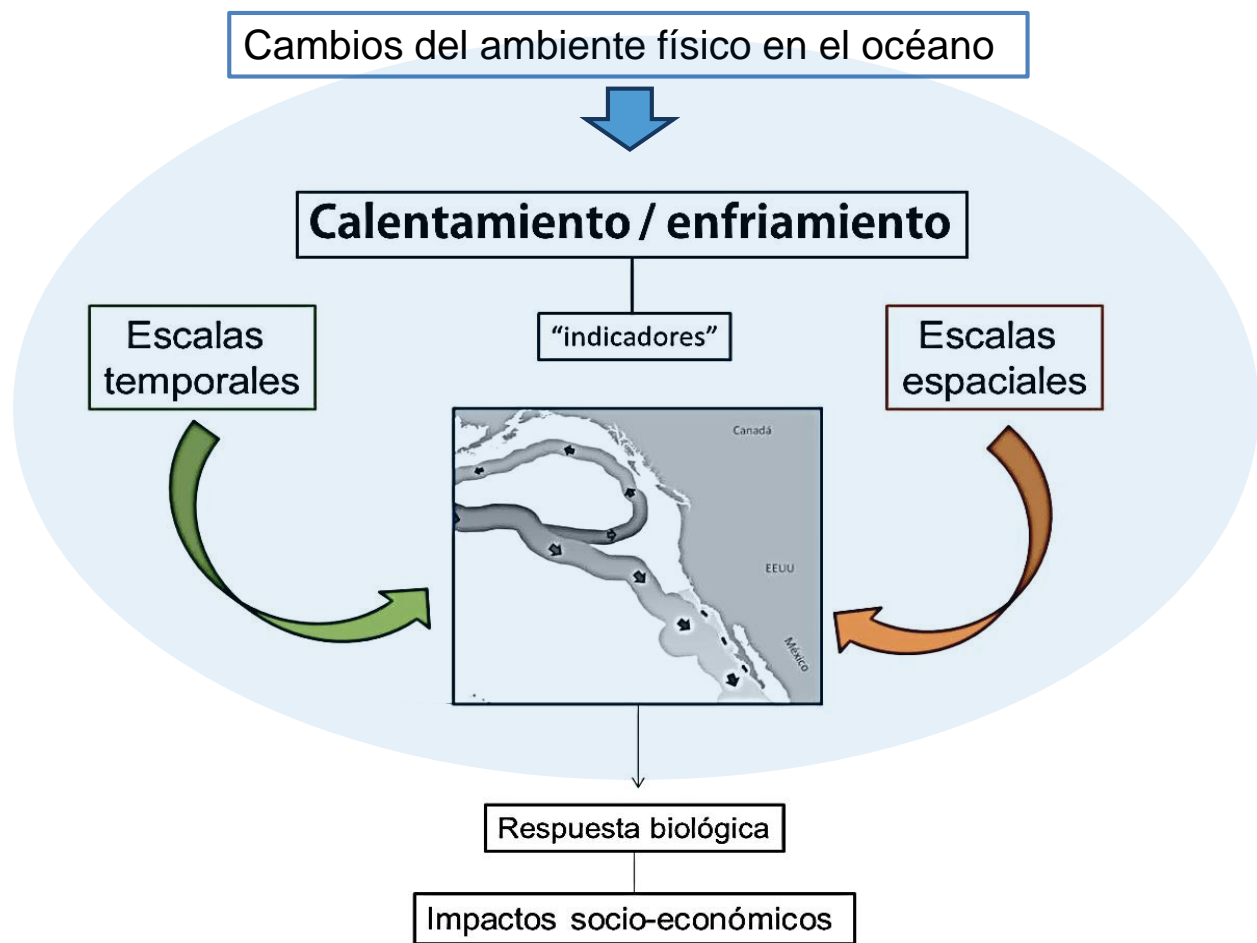 Cambios del ambiente físico en el océano
Calentamiento / enfriamiento
“indicadores”
Escalas
temporales
Escalas
espaciales
Canadá
EEUU
México
Respuesta biológica
Impactos socio-económicos